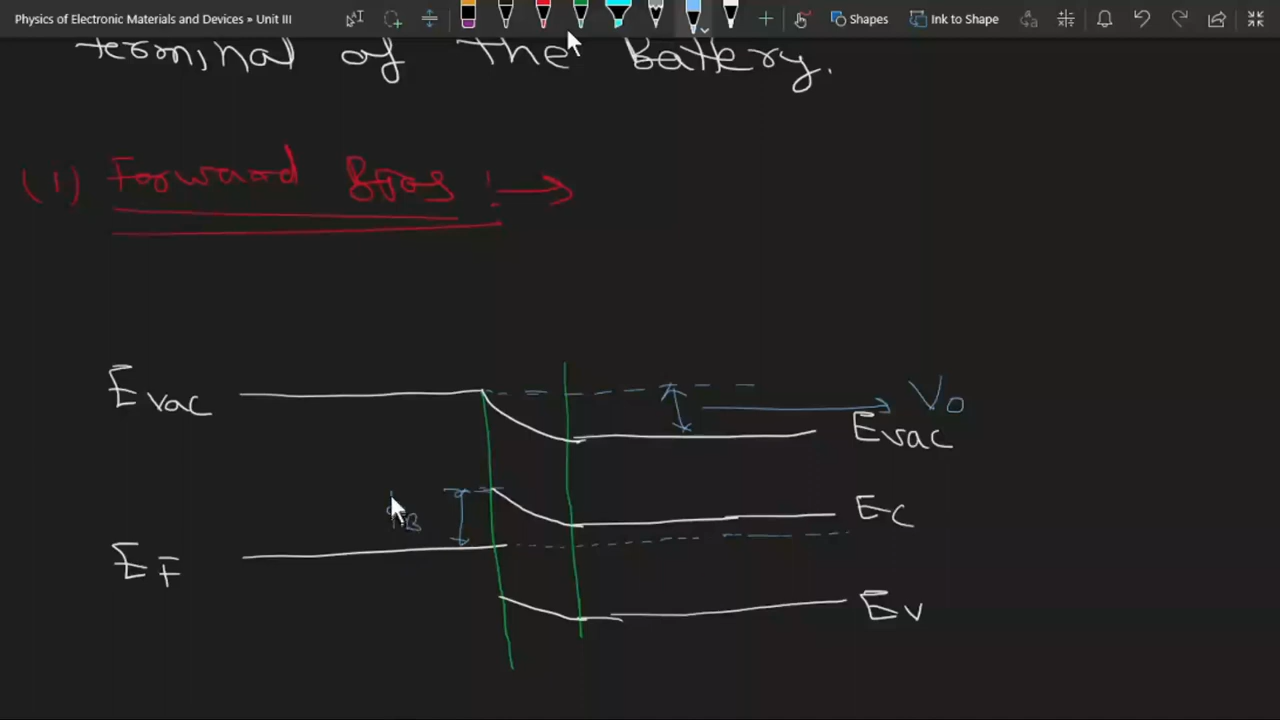 Physics of Electronic Materials and Devices » Unit III
Shapes
Ink to Shape
terminal of the battery.
(1) Forward Bias :→
Evac
V0
Evac
EC
B
EF
EV